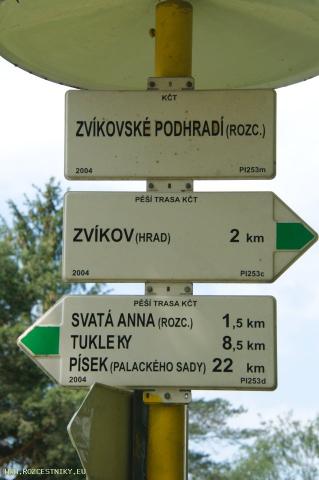 KČT
ZVÍKOVSKÉ PODHRADÍ (ROZC.)
2004 PI253m
PĚŠÍ TRASA KČT
ZVÍKOV (HRAD) 2 km
2004 PI253c
PĚŠÍ TRASA KČT
SVATÁ ANNA (ROZC.) 1,5 km
TUKLEKY 8,5 km
PÍSEK (PALACKÉHO SADY) 22 km
2004 PI253d
WWW.ROZCESTNIKY.EU